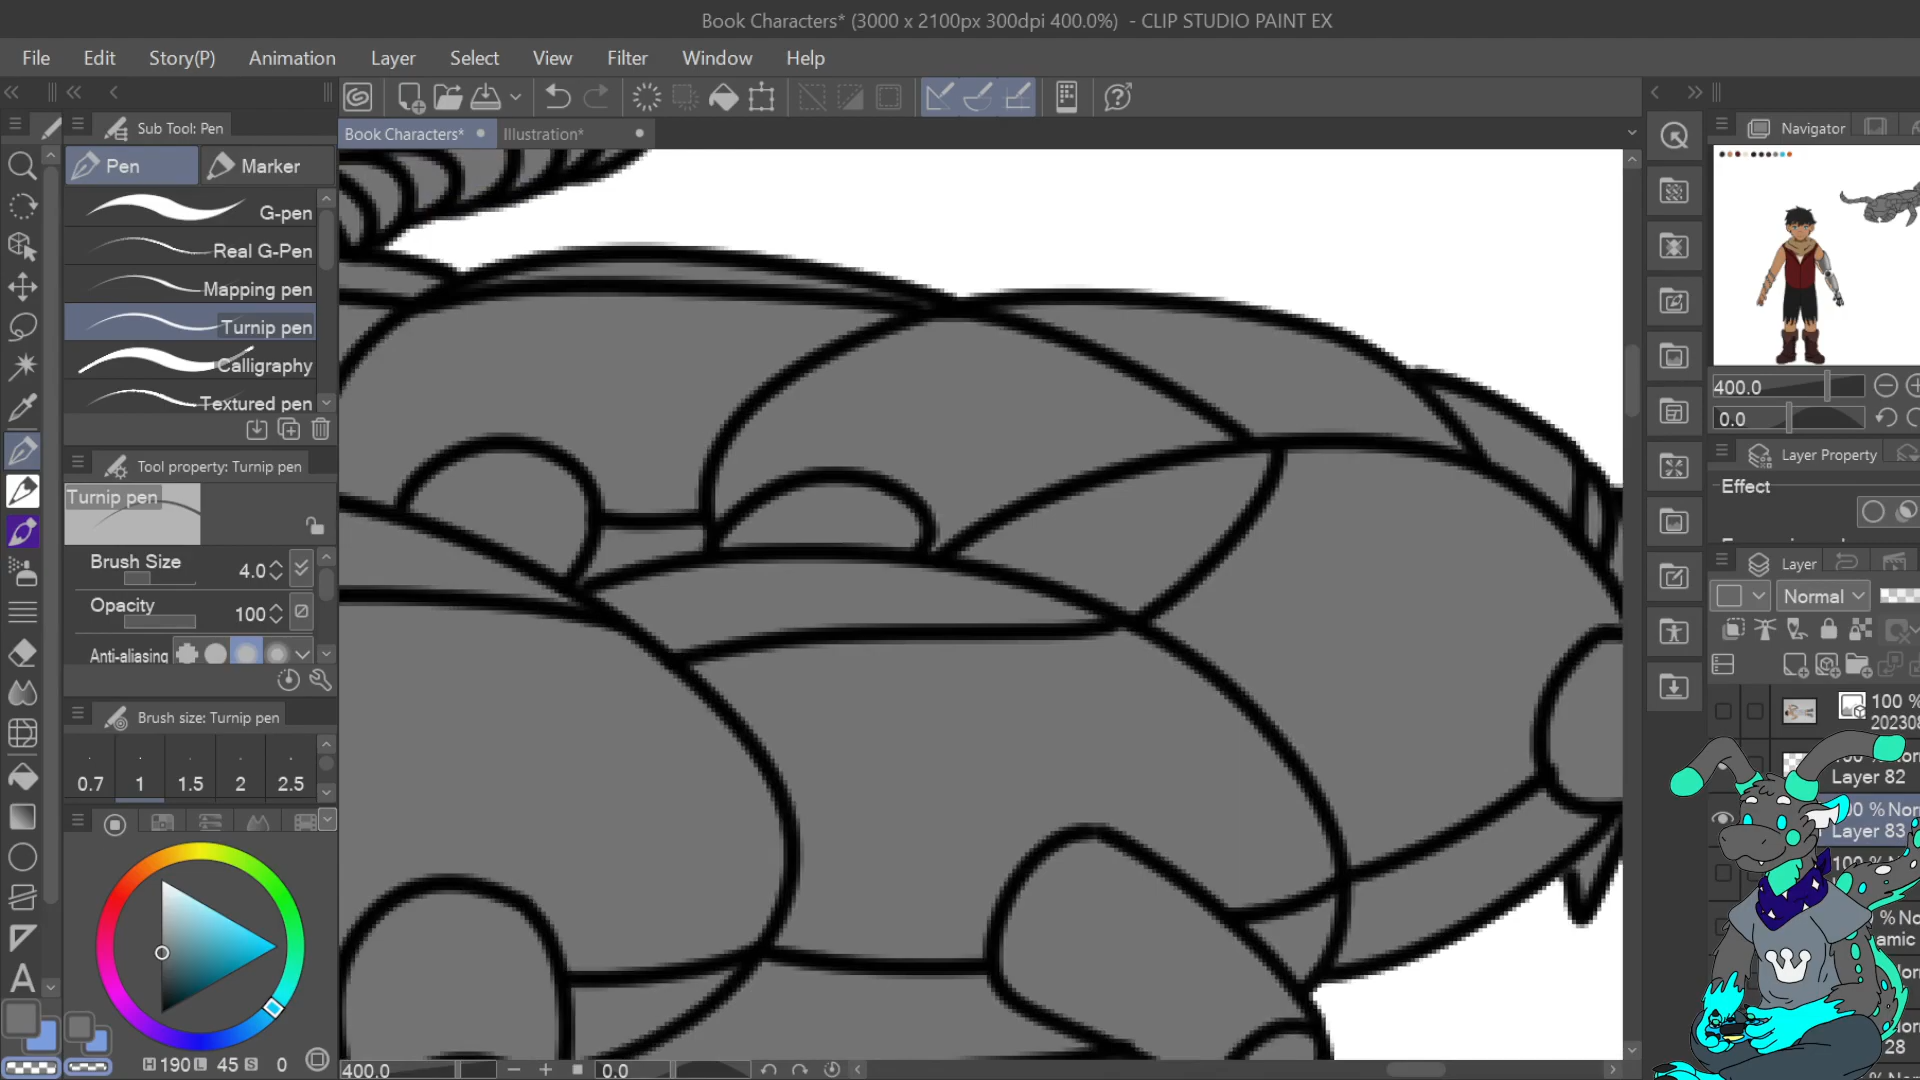 Book Characters* (3000 x 2100px 300dpi 400.0%) - CLIP STUDIO PAINT EX
File Edit Story(P) Animation Layer Select View Filter Window Help
Sub Tool: Pen
Book Characters* Illustration*
Navigator
Pen Marker
G-pen
Real G-Pen
Mapping pen
Turnip pen
Calligraphy
Textured pen
Tool property: Turnip pen
Turnip pen
Brush Size 4.0
Opacity 100
Anti-aliasing
Brush size: Turnip pen
0.7 1 1.5 2 2.5
H 190 L 45 S 0
400.0 0.0
400.0
0.0
Layer Property
Effect
Layer
Normal
100 %
202308
Layer 82
Layer 83
A
28